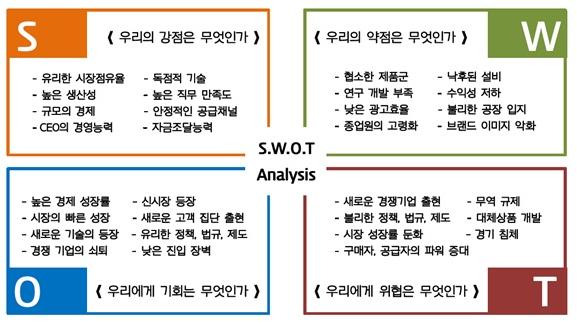 S
《 우리의 강점은 무엇인가 》
- 유리한 시장점유율
- 높은 생산성
- 규모의 경제
- CEO의 경영능력
- 독점적 기술
- 높은 직무 만족도
- 안정적인 공급채널
- 자금조달능력
《 우리의 약점은 무엇인가 》
W
- 협소한 제품군
- 연구 개발 부족
- 낮은 광고효율
- 종업원의 고령화
- 낙후된 설비
- 수익성 저하
- 불리한 공장 입지
- 브랜드 이미지 악화
S.W.O.T
Analysis
- 높은 경제 성장률
- 시장의 빠른 성장
- 새로운 기술의 등장
- 경쟁 기업의 쇠퇴
- 신시장 등장
- 새로운 고객 집단 출현
- 유리한 정책, 법규, 제도
- 낮은 진입 장벽
O
《 우리에게 기회는 무엇인가 》
- 새로운 경쟁기업 출현
- 불리한 정책, 법규, 제도
- 시장 성장률 둔화
- 구매자, 공급자의 파워 증대
- 무역 규제
- 대체상품 개발
- 경기 침체
《 우리에게 위협은 무엇인가 》
T